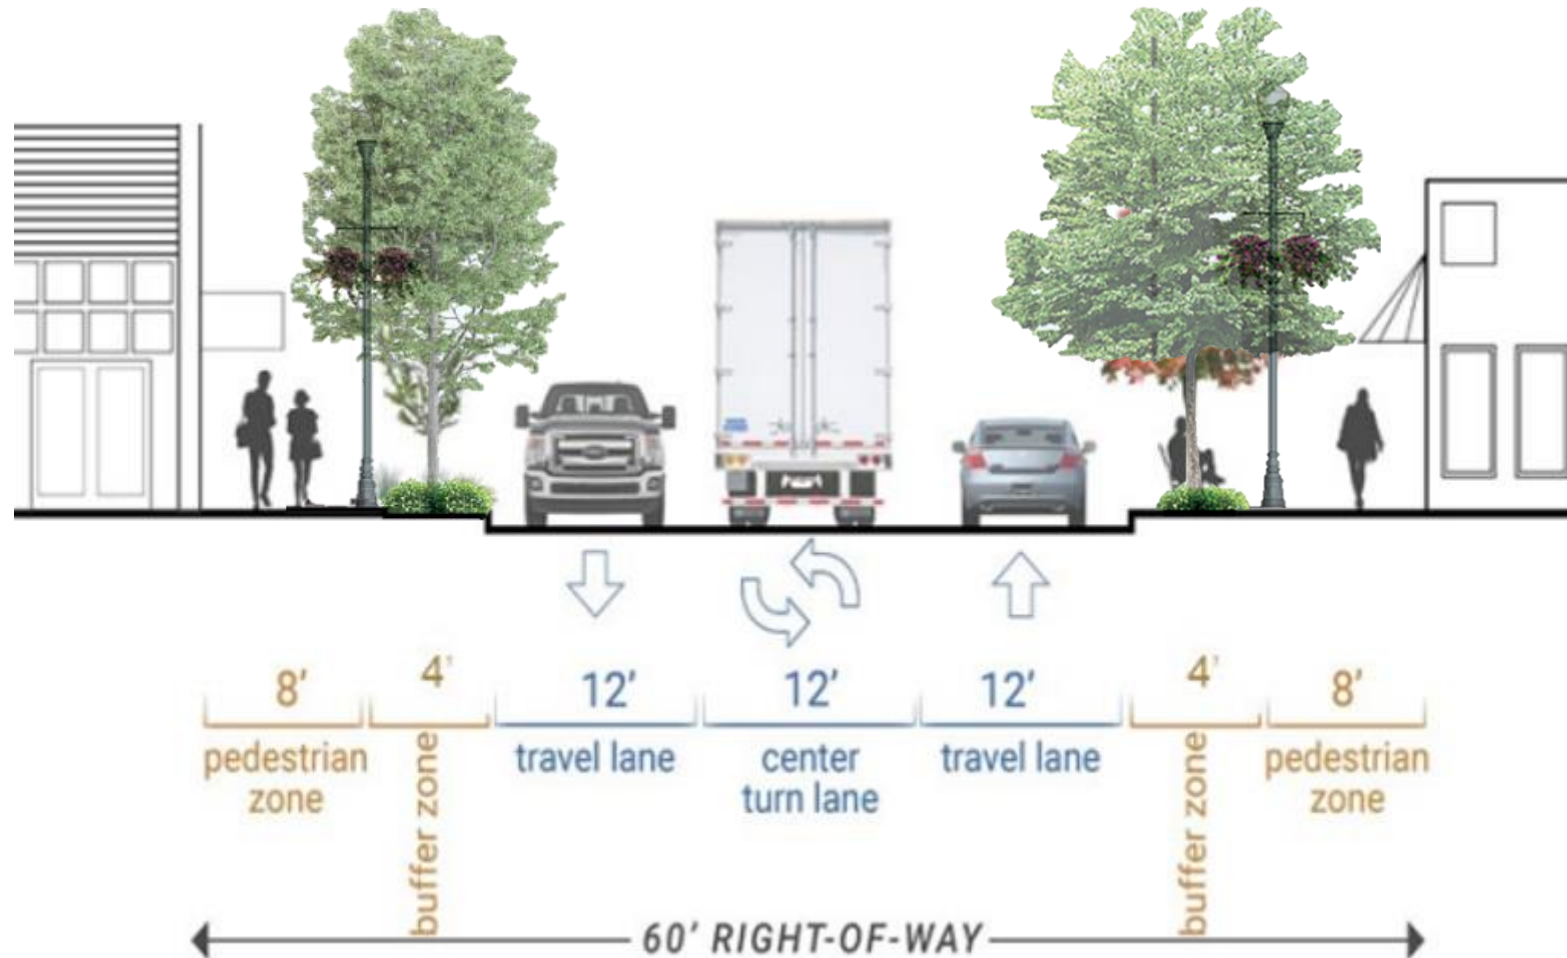 8’
4’
12’
12’
12’
4’
8’
pedestrian
zone
buffer zone
travel lane
center
turn lane
travel lane
buffer zone
pedestrian
zone
60’ RIGHT-OF-WAY